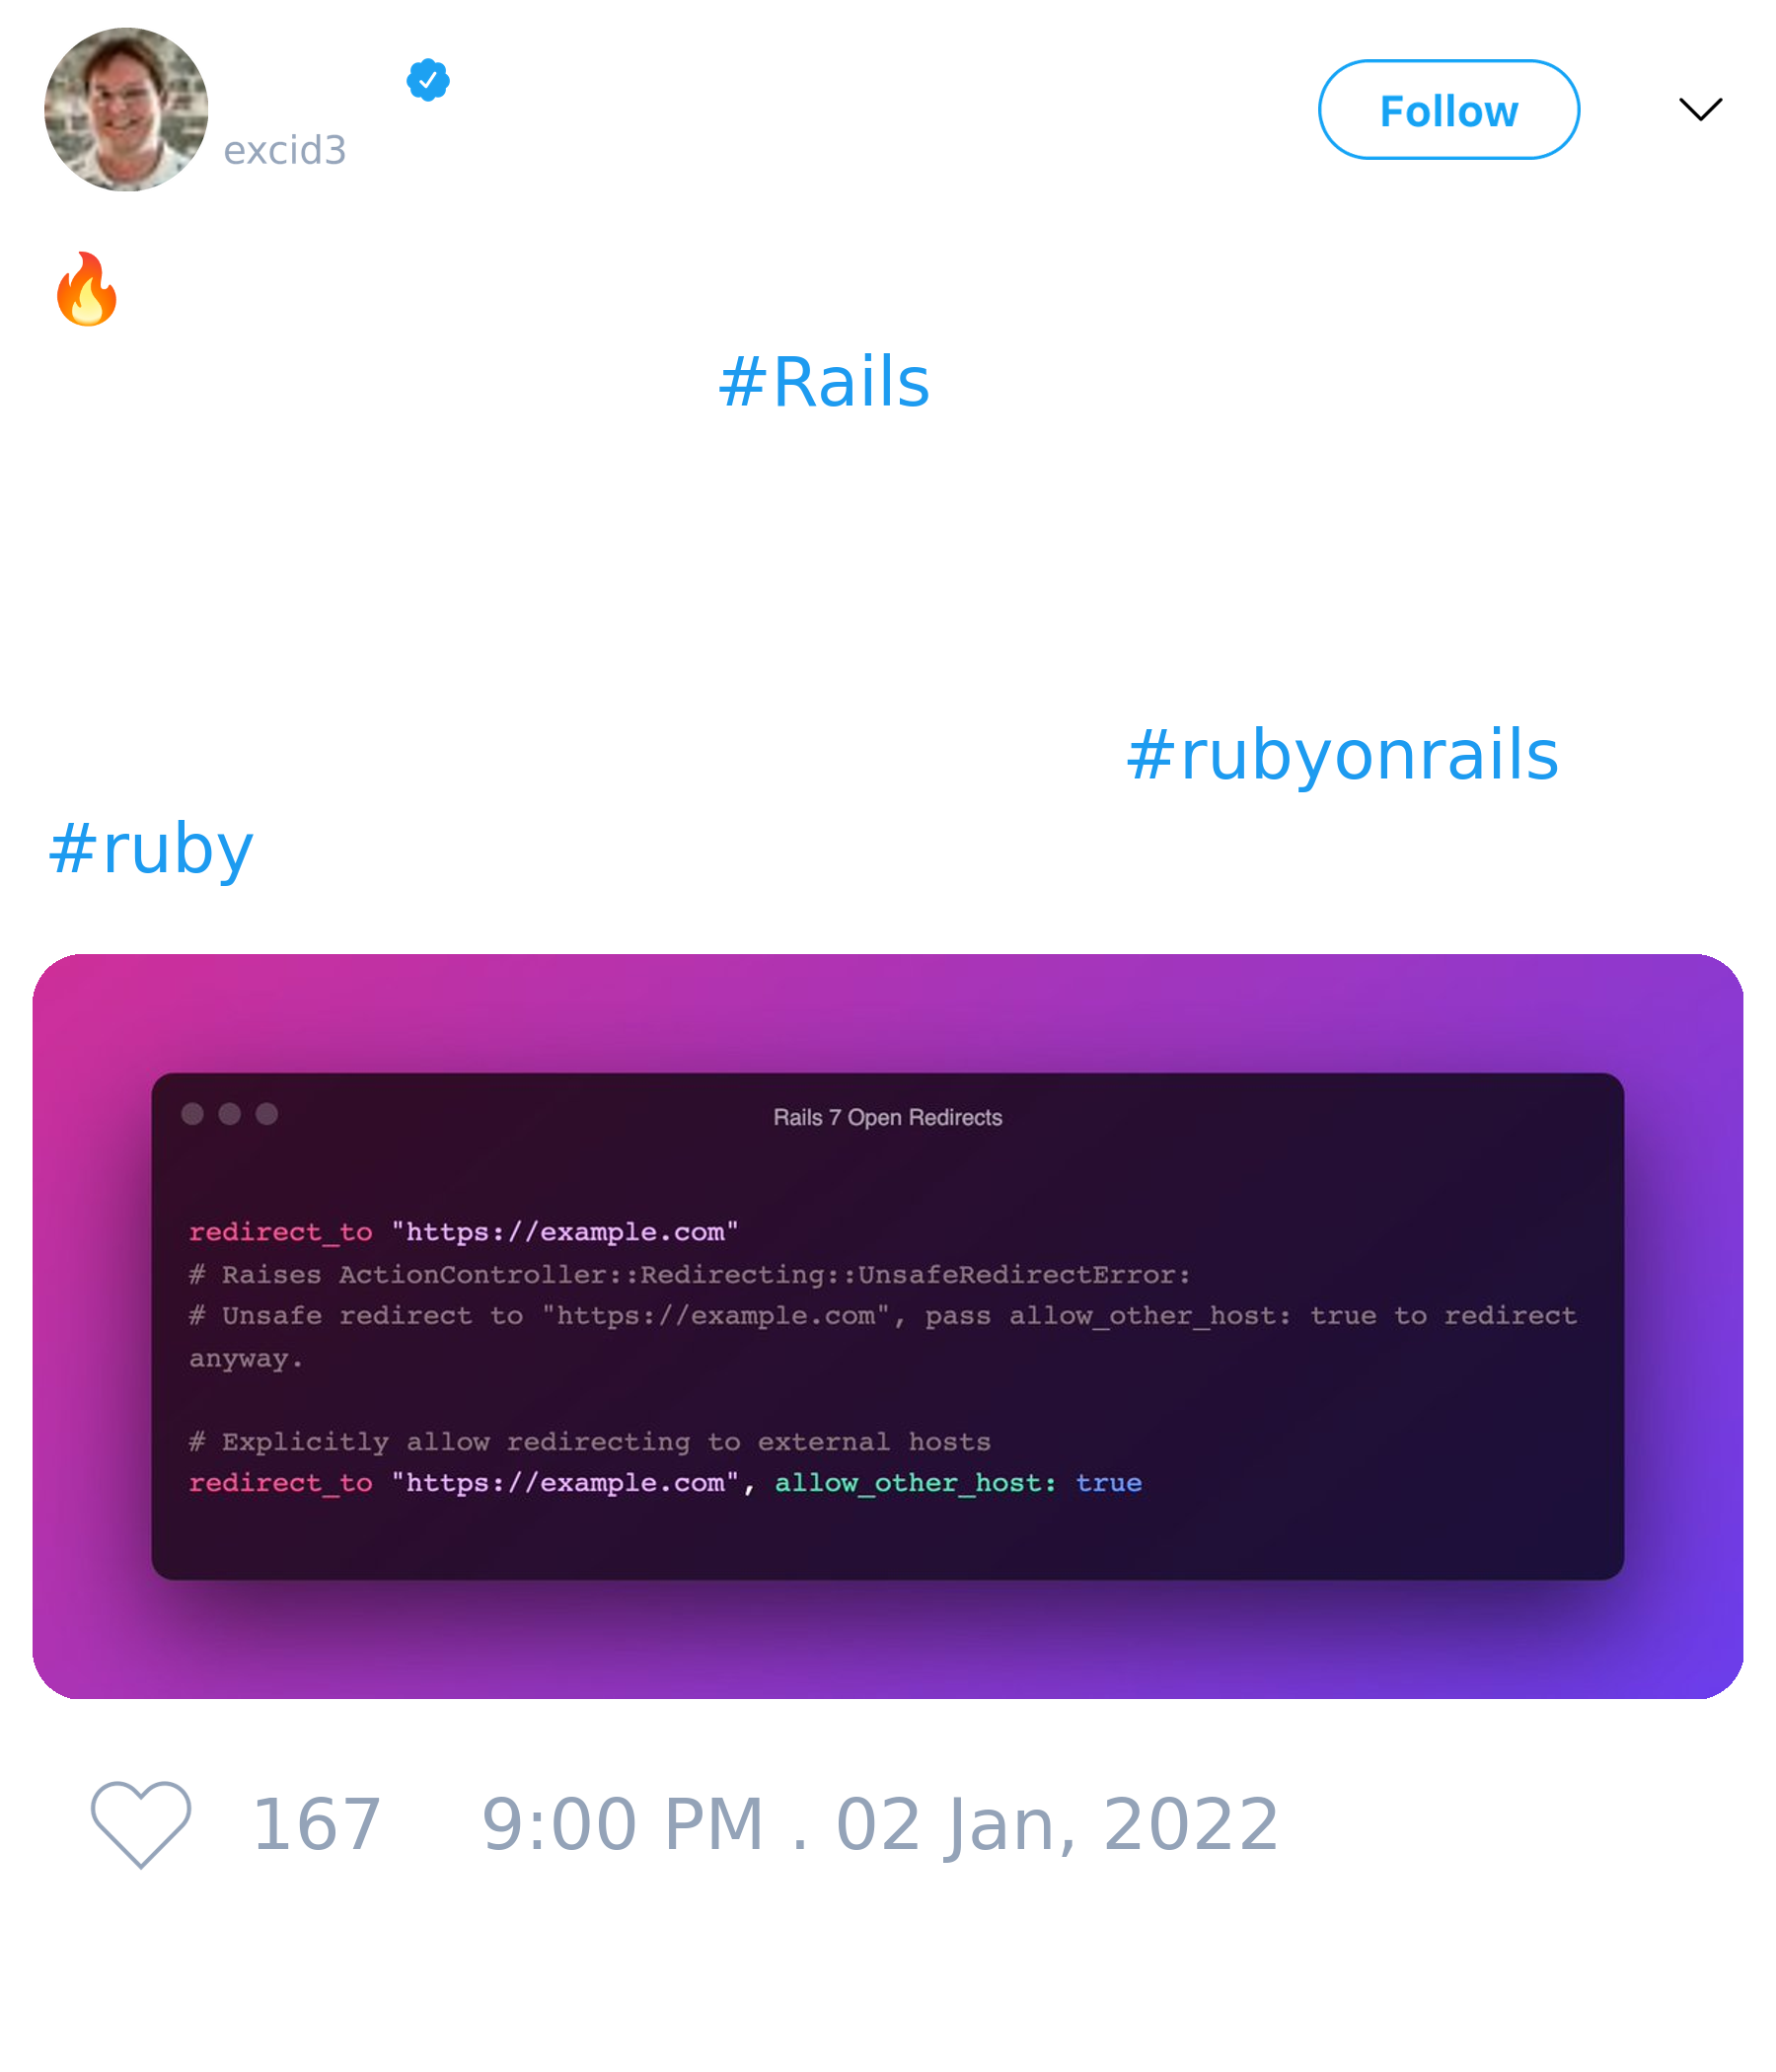 excid3
Follow
🔥
#Rails
#rubyonrails
#ruby
Rails 7 Open Redirects
redirect_to "https://example.com"
# Raises ActionController::Redirecting::UnsafeRedirectError:
# Unsafe redirect to "https://example.com", pass allow_other_host: true to redirect
anyway.
# Explicitly allow redirecting to external hosts
redirect_to "https://example.com", allow_other_host: true
167 9:00 PM . 02 Jan, 2022